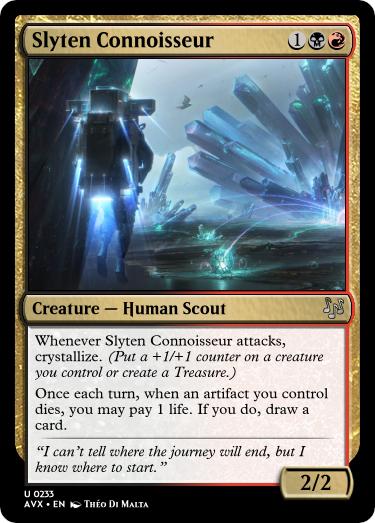 Slyten Connoisseur 1
Creature — Human Scout
Whenever Slyten Connoisseur attacks,
crystallize. (Put a +1/+1 counter on a creature
you control or create a Treasure.)
Once each turn, when an artifact you control
dies, you may pay 1 life. If you do, draw a
card.
"I can't tell where the journey will end, but I
know where to start."
2/2
U 0233
AVX • EN Théo Di Malta